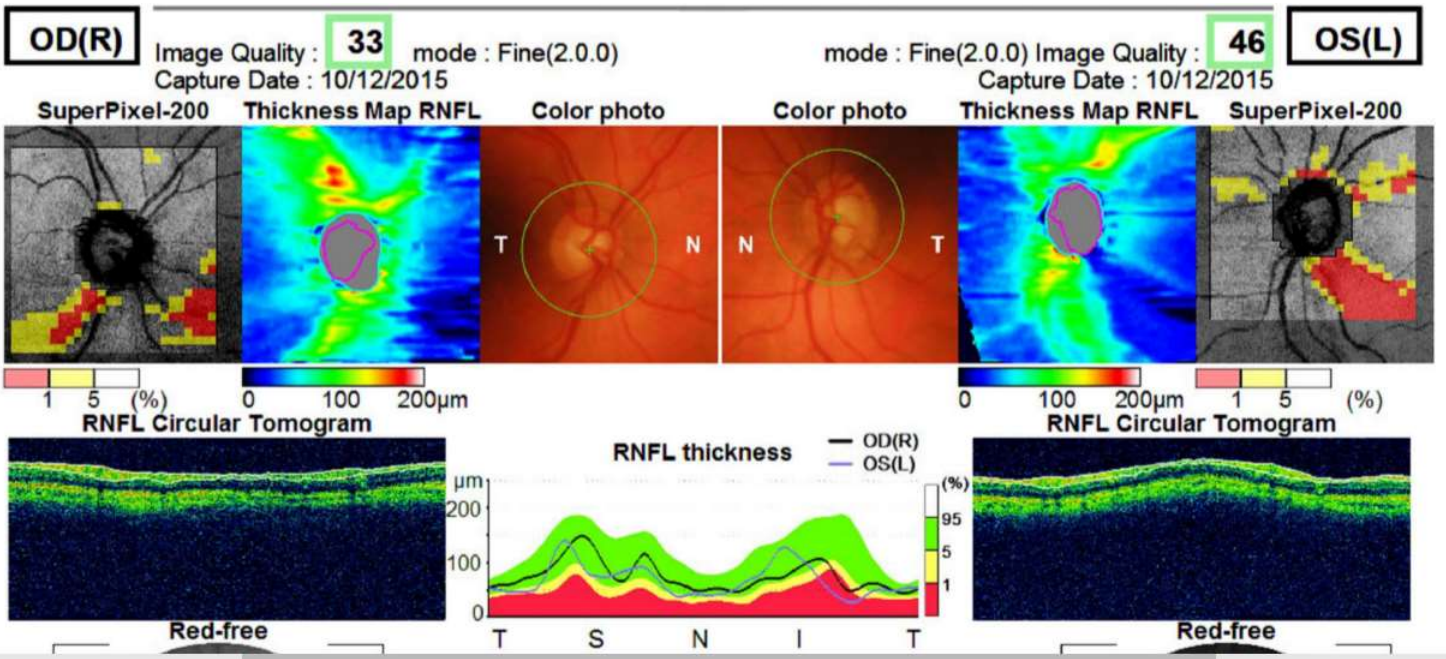 OD(R) Image Quality : 33 mode : Fine(2.0.0) mode : Fine(2.0.0) Image Quality : 46 OS(L)
Capture Date : 10/12/2015 Capture Date : 10/12/2015
SuperPixel-200 Thickness Map RNFL Color photo Color photo Thickness Map RNFL SuperPixel-200
T N N T
1 5 (%) 0 100 200µm 0 100 200µm 1 5 (%)
RNFL Circular Tomogram RNFL Circular Tomogram
RNFL thickness
OD(R)
OS(L)
µm
200
100
0
(%)
95
5
1
T S N I T
Red-free Red-free